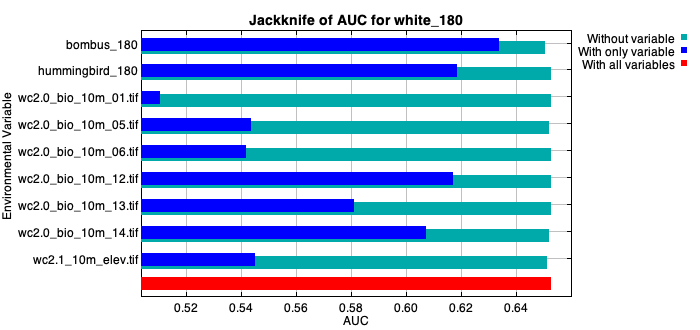 Jackknife of AUC for white_180
Without variable
With only variable
With all variables
Environmental Variable
bombus_180
hummingbird_180
wc2.0_bio_10m_01.tif
wc2.0_bio_10m_05.tif
wc2.0_bio_10m_06.tif
wc2.0_bio_10m_12.tif
wc2.0_bio_10m_13.tif
wc2.0_bio_10m_14.tif
wc2.1_10m_elev.tif
0.52 0.54 0.56 0.58 0.60 0.62 0.64
AUC